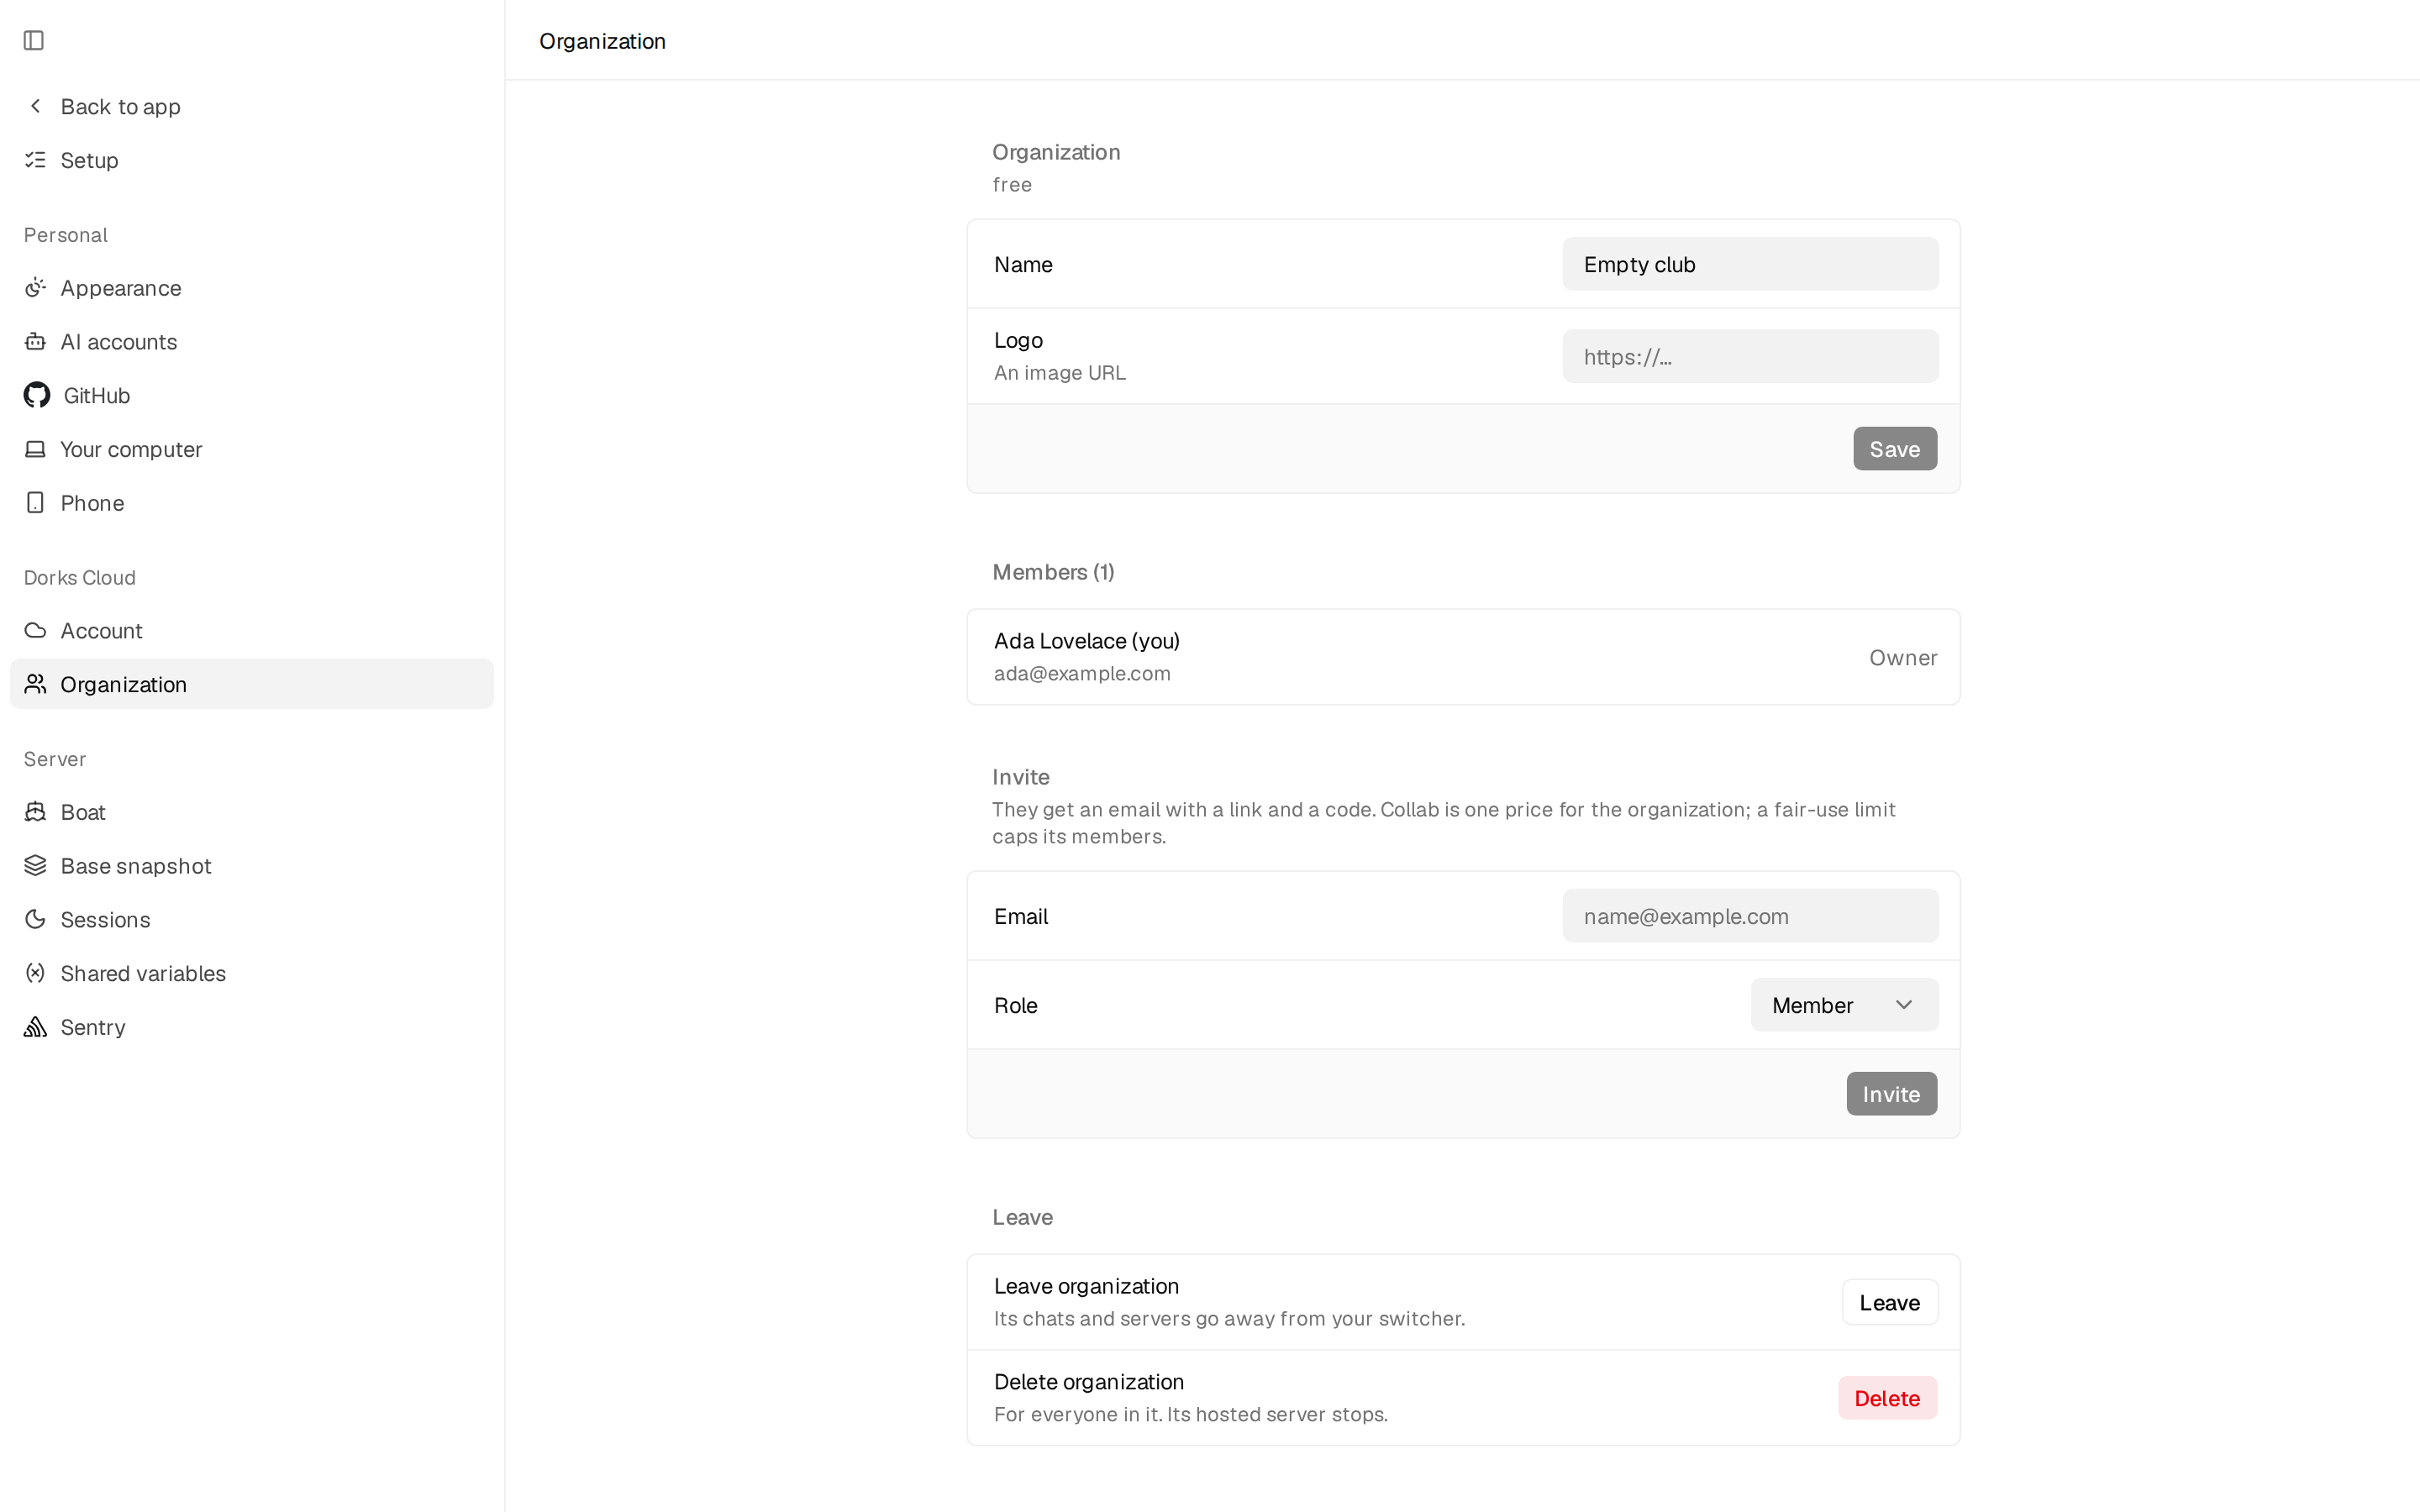 Organization
Back to app
Setup
Personal
Appearance
AI accounts
GitHub
Your computer
Phone
Dorks Cloud
Account
Organization
Server
Boat
Base snapshot
Sessions
Shared variables
Sentry
Organization
free
Name
Empty club
Logo
An image URL
https://...
Save
Members (1)
Ada Lovelace (you)
ada@example.com
Owner
Invite
They get an email with a link and a code. Collab is one price for the organization; a fair-use limit
caps its members.
Email
name@example.com
Role
Member
Invite
Leave
Leave organization
Its chats and servers go away from your switcher.
Leave
Delete organization
For everyone in it. Its hosted server stops.
Delete